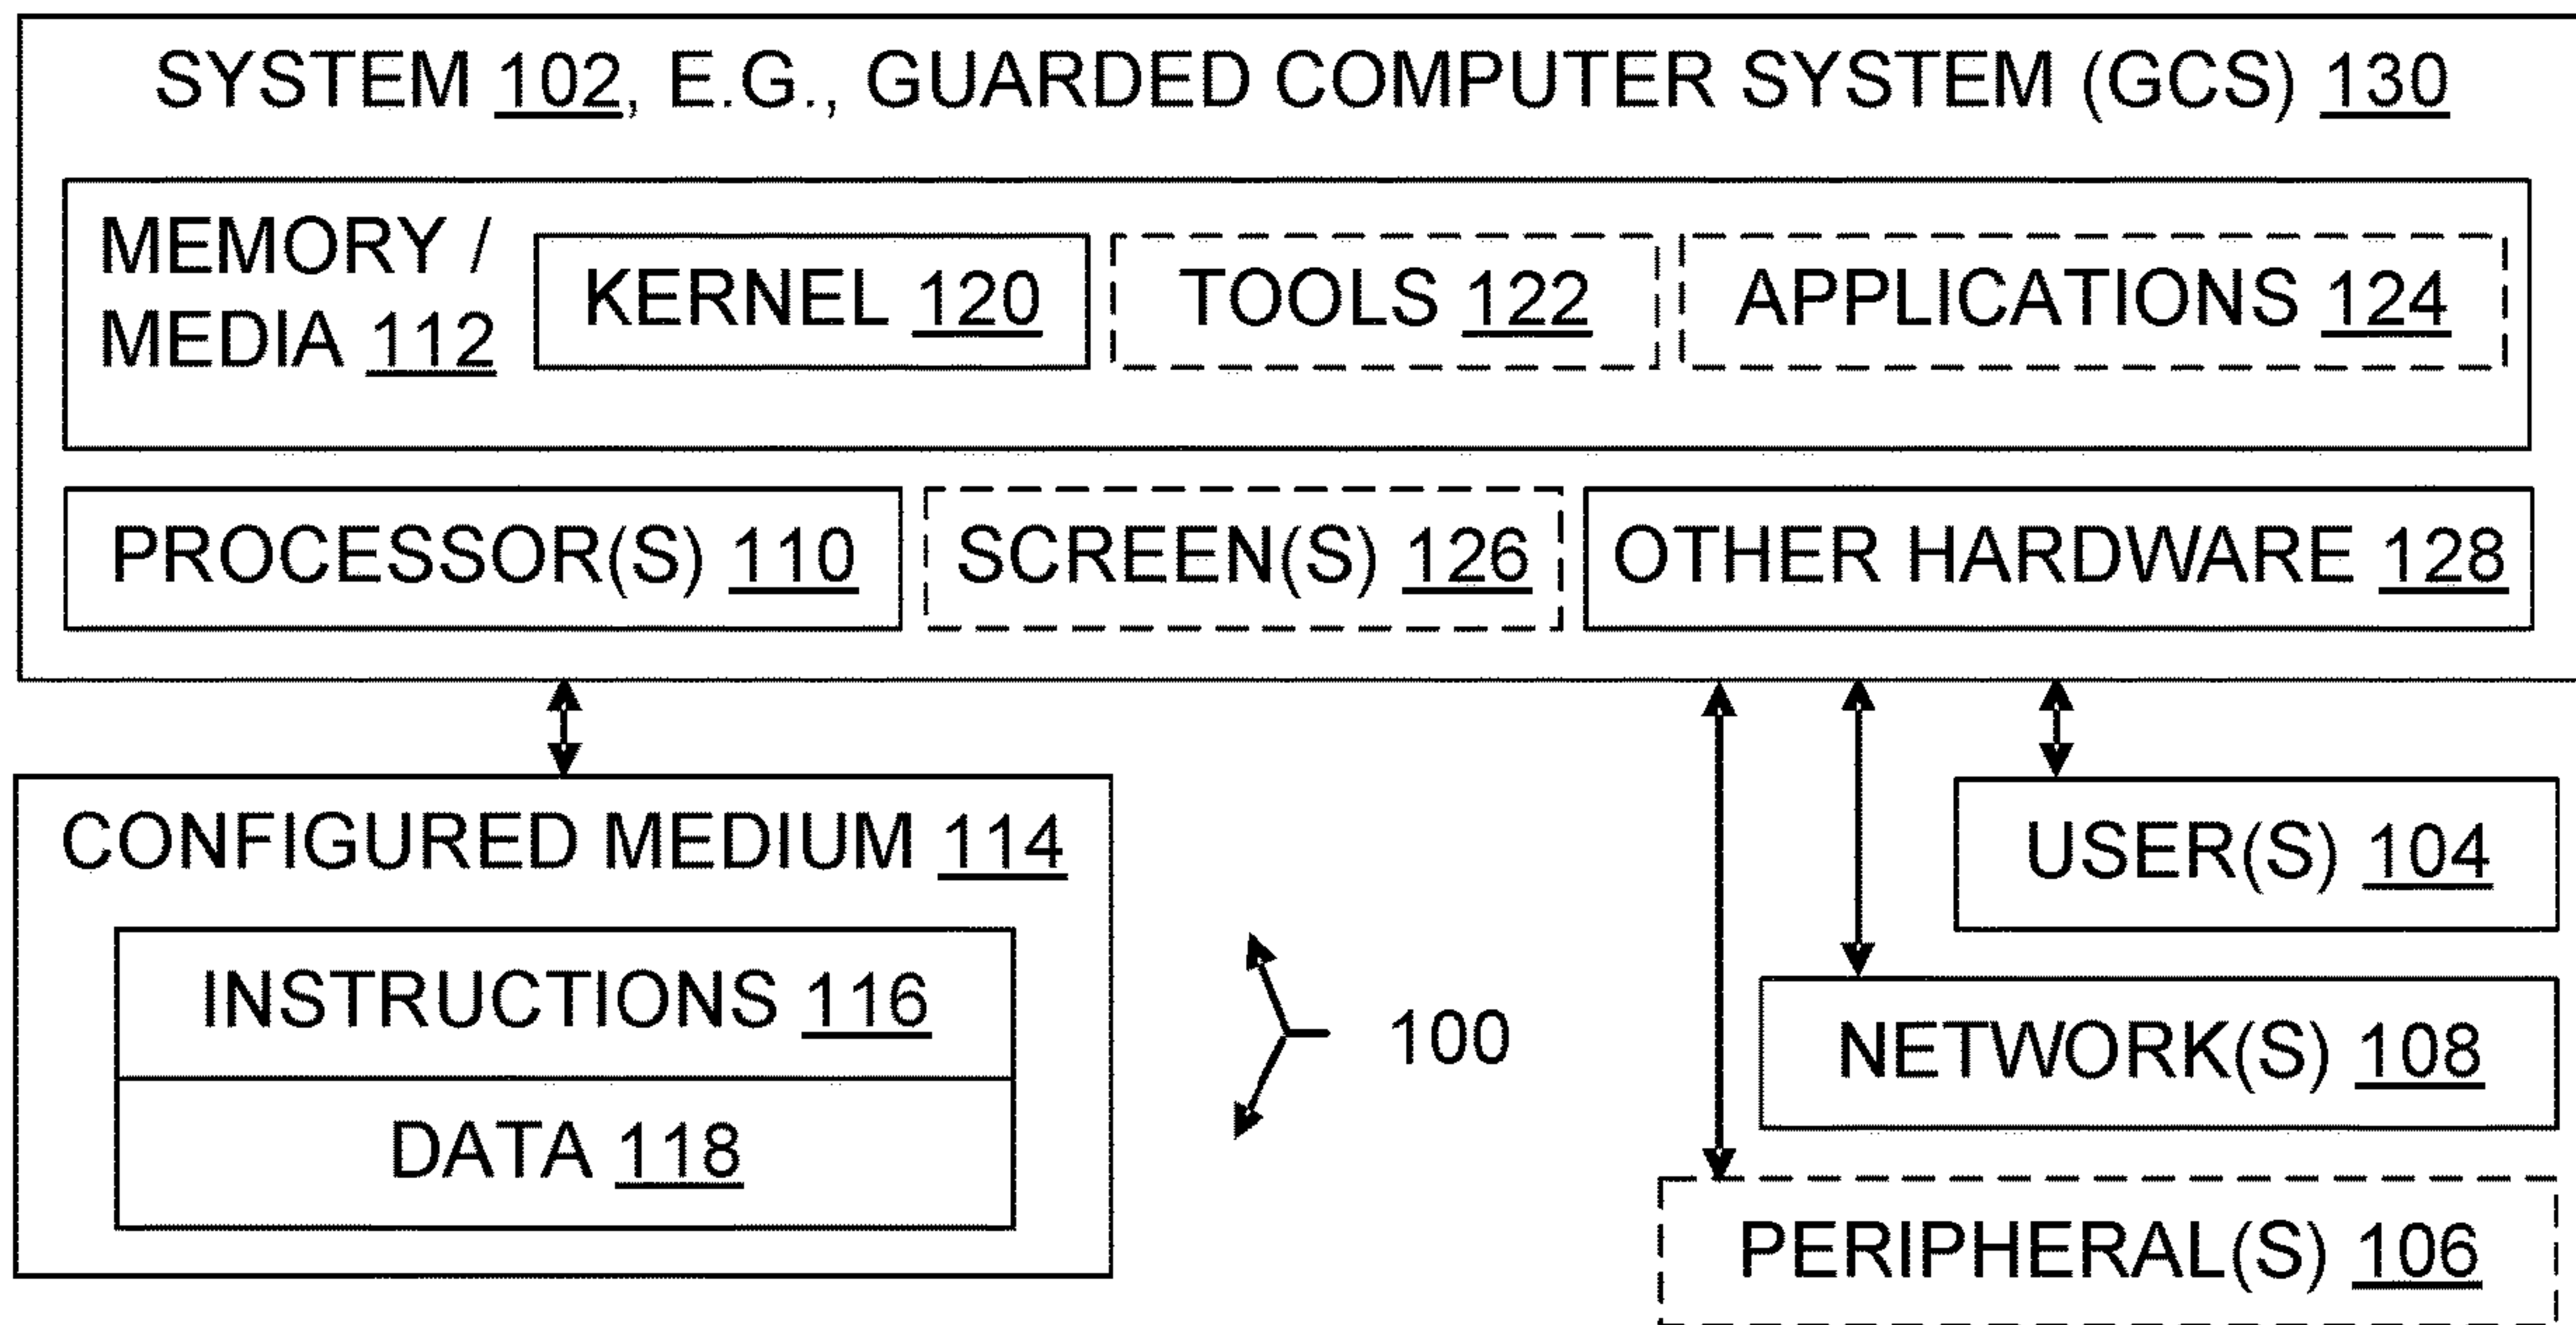 SYSTEM 102, E.G., GUARDED COMPUTER SYSTEM (GCS) 130
MEMORY /
MEDIA 112
KERNEL 120
TOOLS 122
APPLICATIONS 124
PROCESSOR(S) 110
SCREEN(S) 126
OTHER HARDWARE 128
CONFIGURED MEDIUM 114
INSTRUCTIONS 116
DATA 118
100
USER(S) 104
NETWORK(S) 108
PERIPHERAL(S) 106